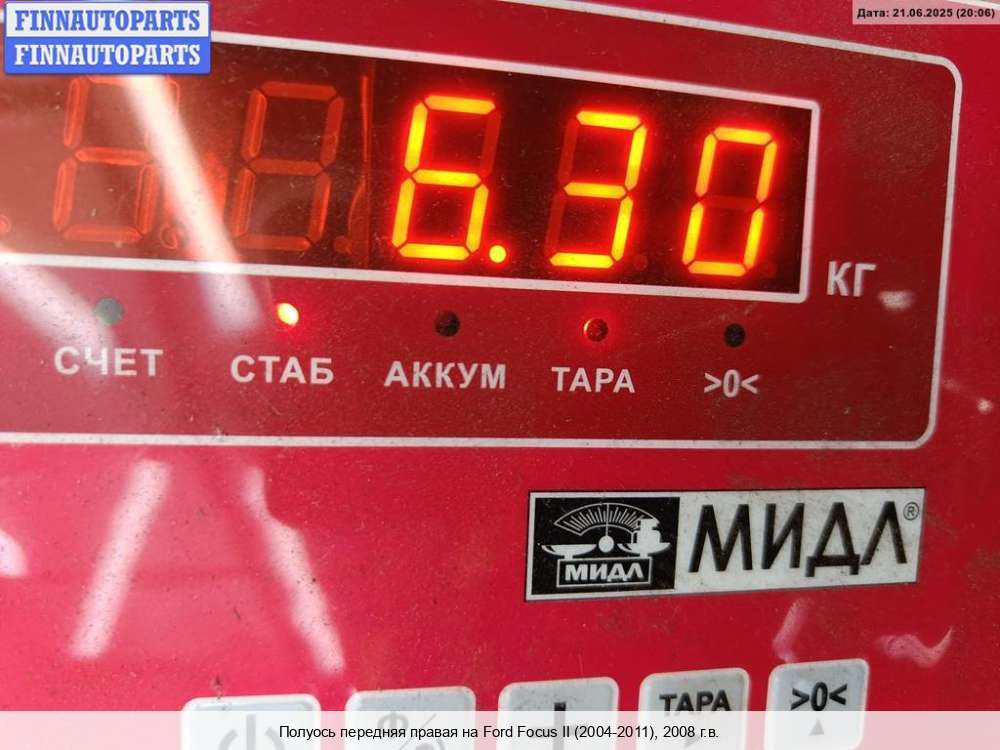 FINNAUTOPARTS
FINNAUTOPARTS
Дата: 21.06.2025 (20:06)
6.30
КГ
СЧЕТ СТАБ АККУМ ТАРА >0<
МИДЛ МИДЛ®
ТАРА >0<
Полуось передняя правая на Ford Focus II (2004-2011), 2008 г.в.